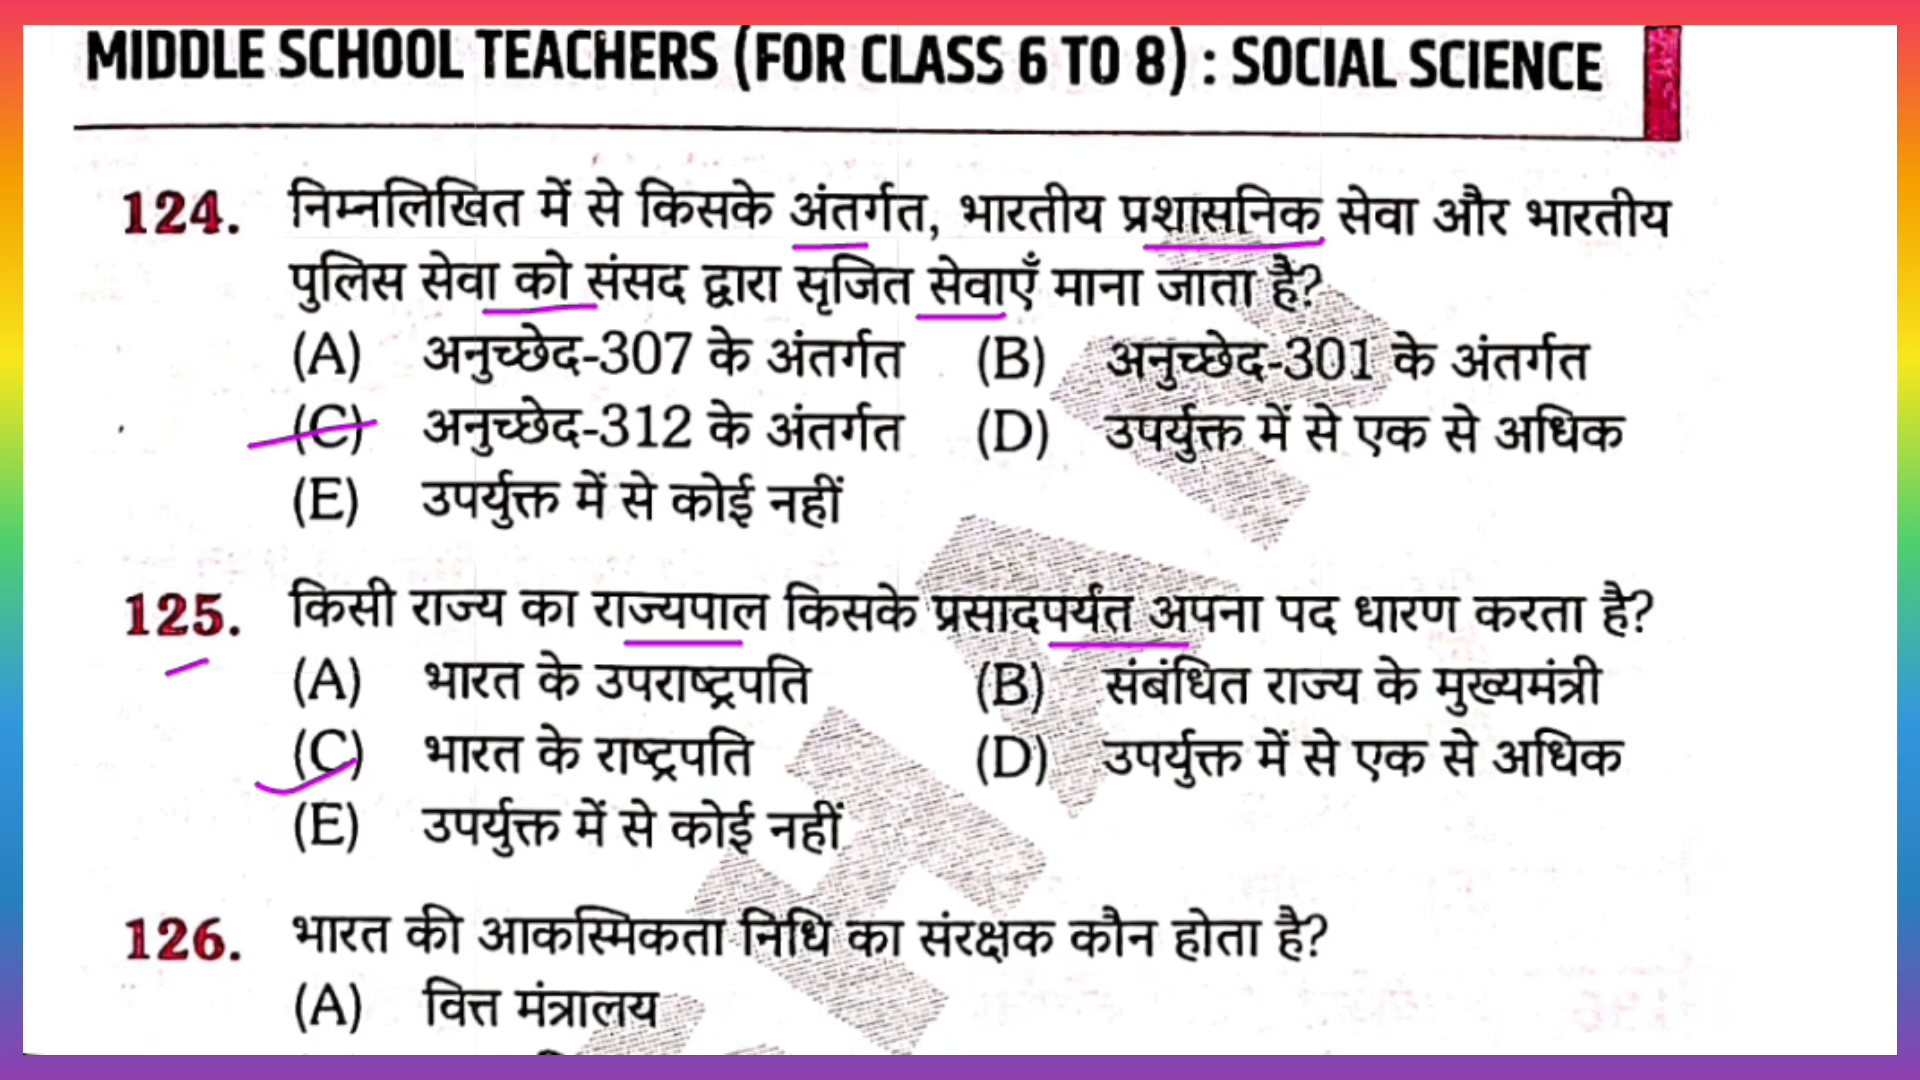 MIDDLE SCHOOL TEACHERS (FOR CLASS 6 TO 8) : SOCIAL SCIENCE
124. निम्नलिखित में से किसके अंतर्गत, भारतीय प्रशासनिक सेवा और भारतीय
पुलिस सेवा को संसद द्वारा सृजित सेवाएँ माना जाता है?
(A) अनुच्छेद-307 के अंतर्गत (B) अनुच्छेद-301 के अंतर्गत
(C) अनुच्छेद-312 के अंतर्गत (D) उपर्युक्त में से एक से अधिक
(E) उपर्युक्त में से कोई नहीं
125. किसी राज्य का राज्यपाल किसके प्रसादपर्यंत अपना पद धारण करता है?
(A) भारत के उपराष्ट्रपति (B) संबंधित राज्य के मुख्यमंत्री
(C) भारत के राष्ट्रपति (D) उपर्युक्त में से एक से अधिक
(E) उपर्युक्त में से कोई नहीं
126. भारत की आकस्मिकता निधि का संरक्षक कौन होता है?
(A) वित्त मंत्रालय